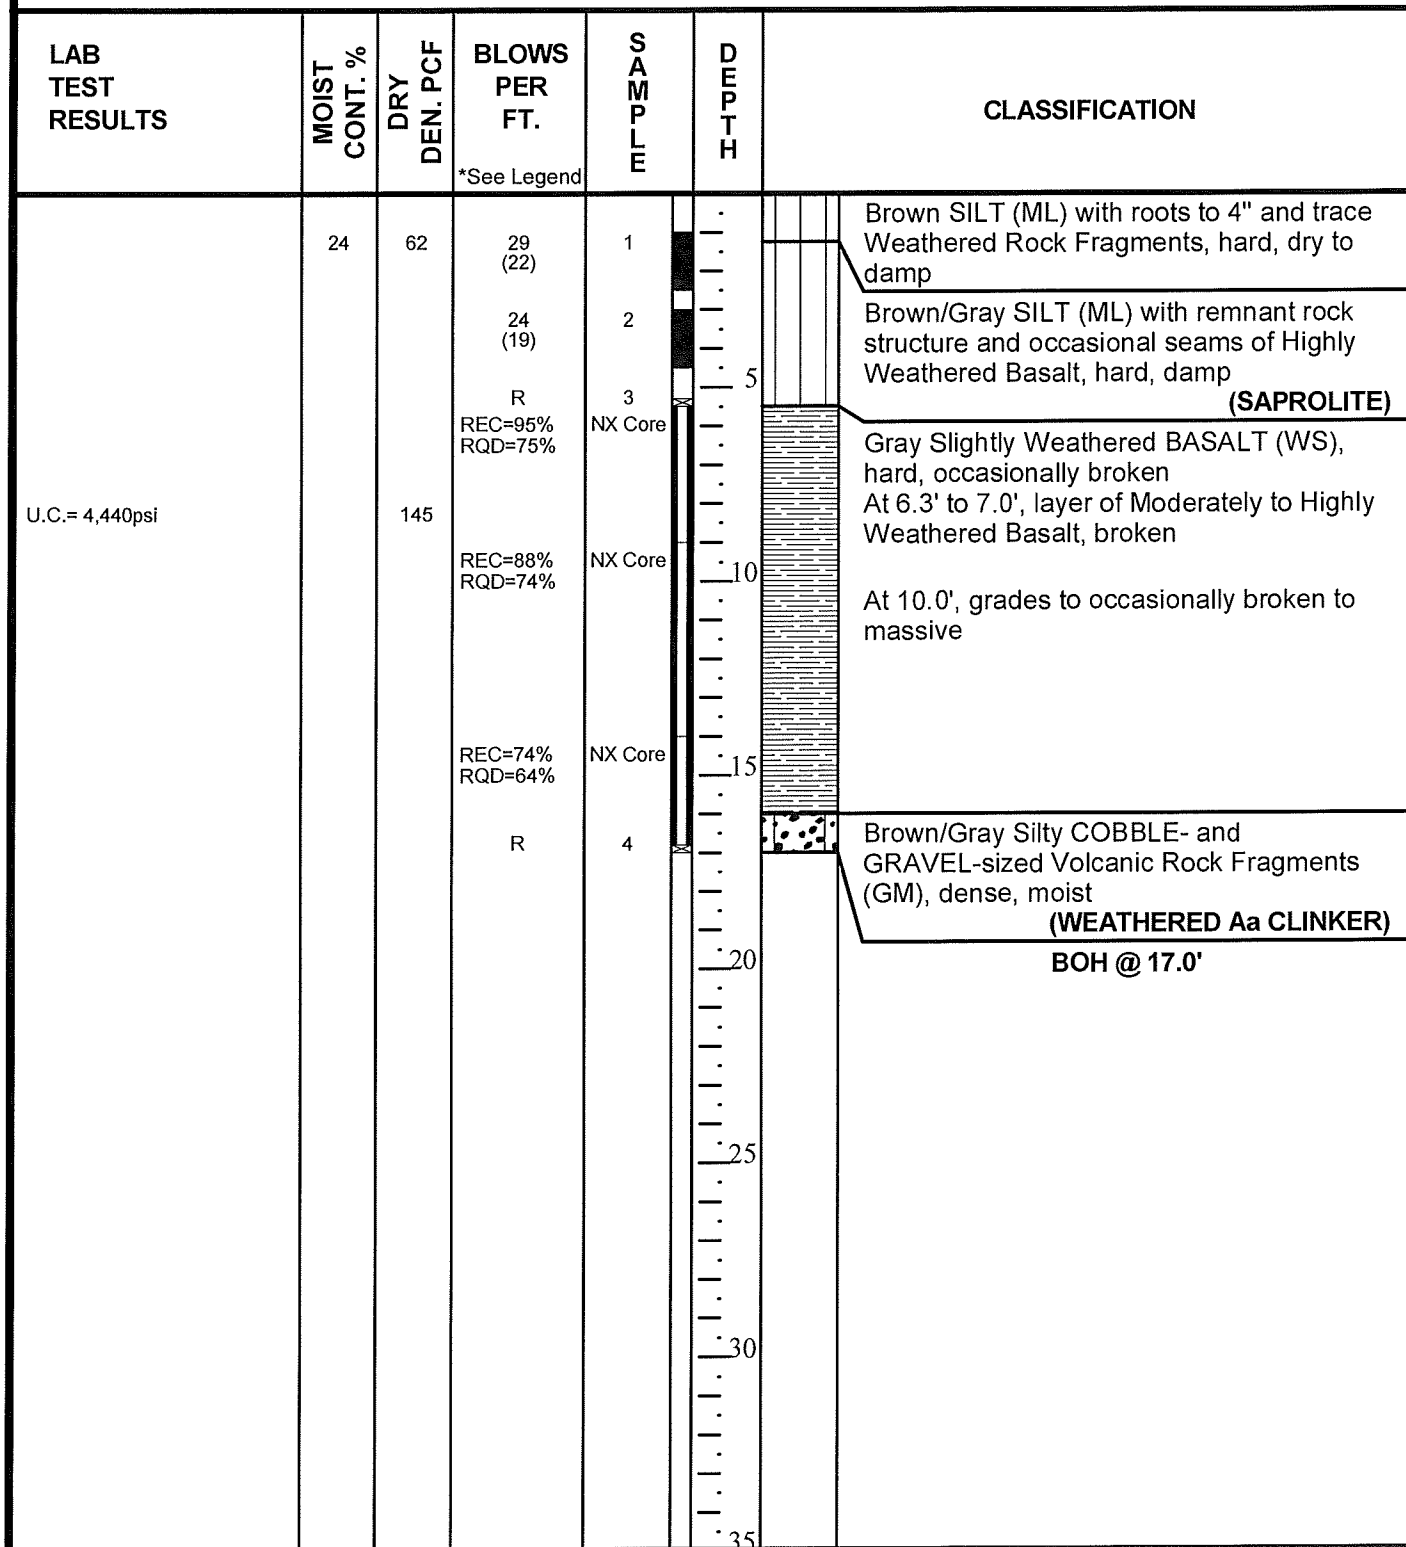 LAB
TEST
RESULTS
MOIST
CONT. %
DRY
DEN. PCF
BLOWS
PER
FT.
*See Legend
SAMPLE
DEPTH
CLASSIFICATION
Brown SILT (ML) with roots to 4" and trace
Weathered Rock Fragments, hard, dry to
damp
24 62 29 1
(22)
Brown/Gray SILT (ML) with remnant rock
structure and occasional seams of Highly
Weathered Basalt, hard, damp
(SAPROLITE)
24 2
(19)
5
R 3
REC=95% NX Core
RQD=75%
Gray Slightly Weathered BASALT (WS),
hard, occasionally broken
At 6.3' to 7.0', layer of Moderately to Highly
Weathered Basalt, broken
U.C.= 4,440psi 145
REC=88% NX Core
RQD=74%
10
At 10.0', grades to occasionally broken to
massive
REC=74% NX Core
RQD=64%
15
R 4
Brown/Gray Silty COBBLE- and
GRAVEL-sized Volcanic Rock Fragments
(GM), dense, moist
(WEATHERED Aa CLINKER)
BOH @ 17.0'
20
25
30
35